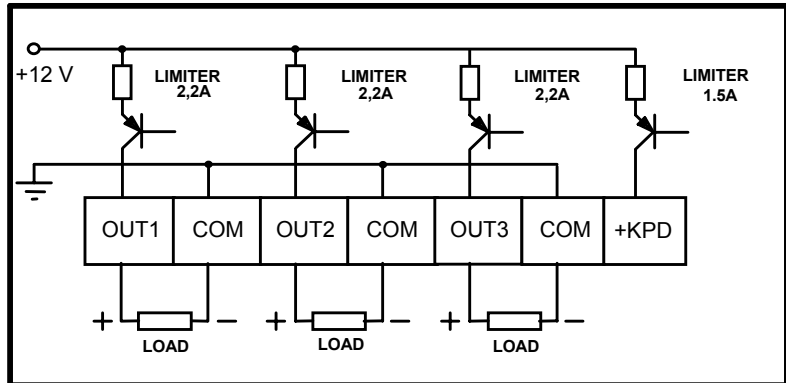 +12 V
LIMITER
2,2A
LIMITER
2,2A
LIMITER
2,2A
LIMITER
1.5A
OUT1 COM OUT2 COM OUT3 COM +KPD
+ − + − + −
LOAD LOAD LOAD